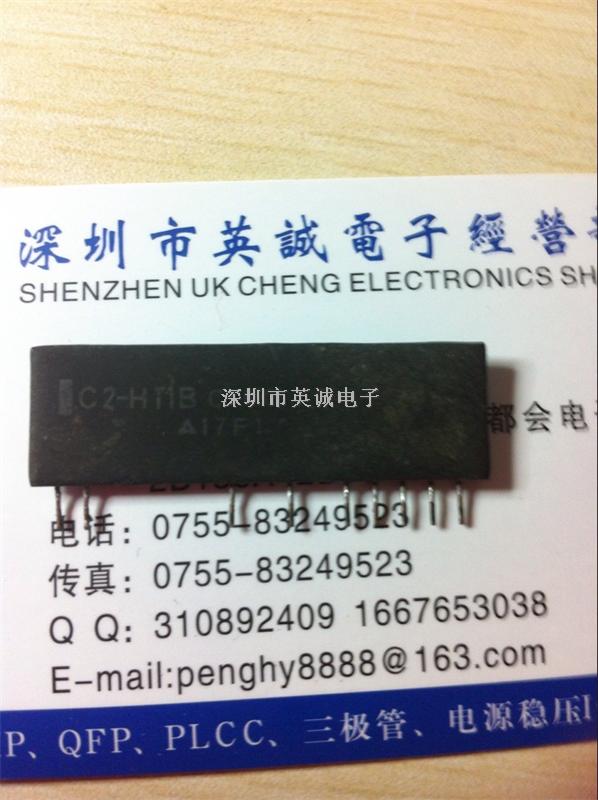 深圳市英誠電子經營
SHENZHEN UK CHENG ELECTRONICS SH
C2-H11B
深圳市英诚电子
A17F1
都会电
电话：0755-83249523
传真：0755-83249523
Q Q：310892409 1667653038
E-mail:penghy8888@163.com
P、QFP、PLCC、三极管、电源稳压I